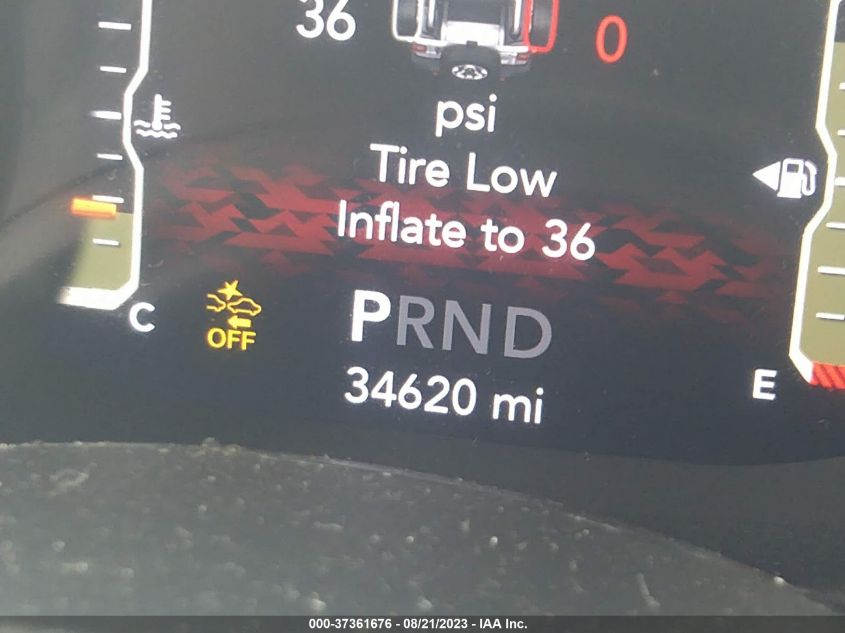 36 0
psi
Tire Low
Inflate to 36
C
OFF
PRND
E
34620 mi
000-37361676 - 08/21/2023 - IAA Inc.